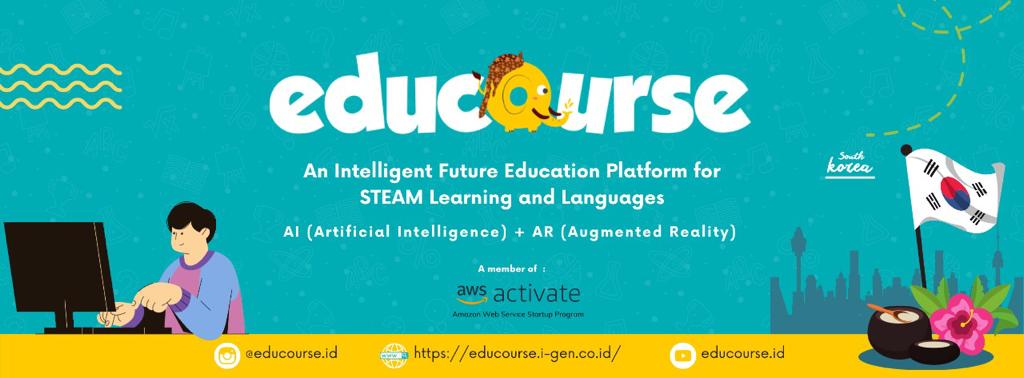 educourse
An Intelligent Future Education Platform for
STEAM Learning and Languages
AI (Artificial Intelligence) + AR (Augmented Reality)
South
korea
A member of :
aws activate
Amazon Web Service Startup Program
@educourse.id
https://educourse.i-gen.co.id/
educourse.id